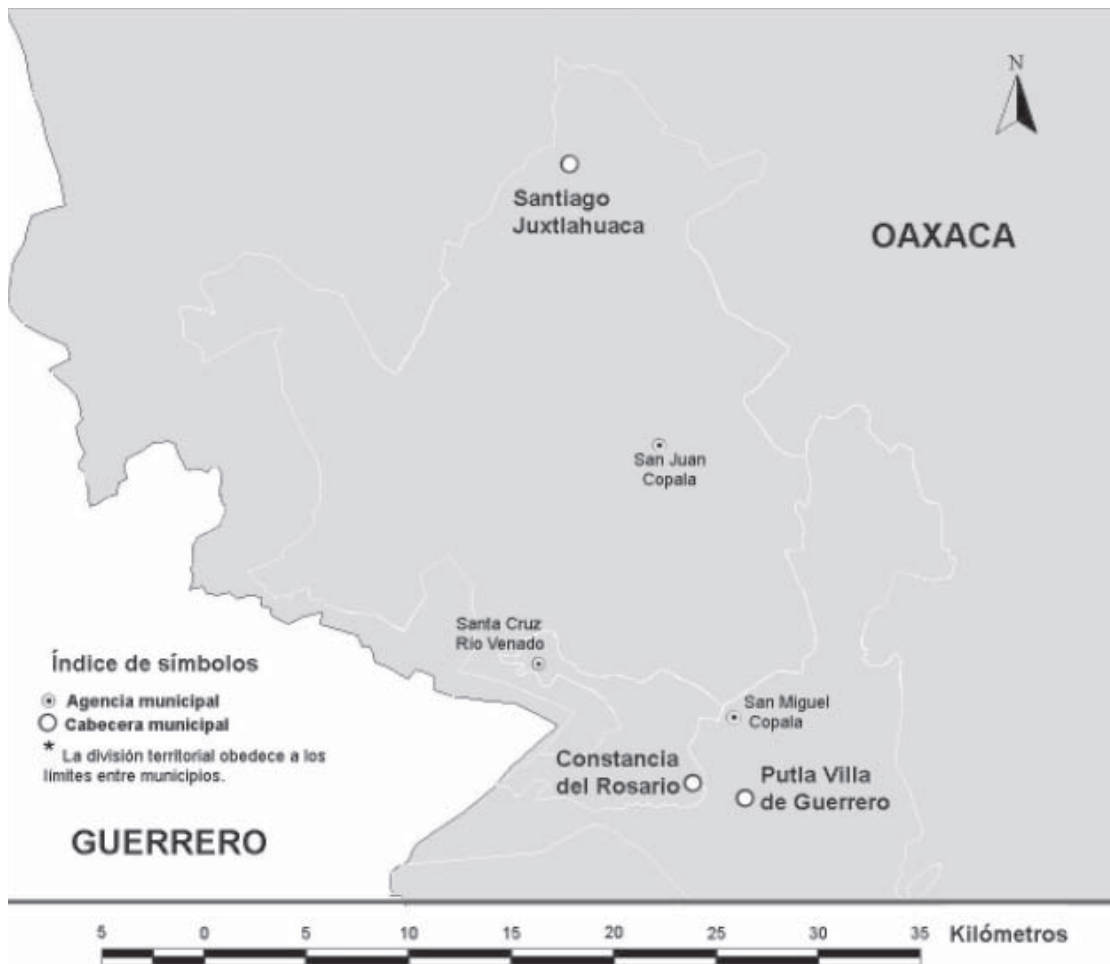 N
Santiago
Juxtlahuaca
OAXACA
San Juan
Copala
Santa Cruz
Río Venado
Índice de símbolos
Agencia municipal
Cabecera municipal
* La división territorial obedece a los
límites entre municipios.
San Miguel
Copala
Constancia
del Rosario
Putla Villa
de Guerrero
GUERRERO
5 0 5 10 15 20 25 30 35 Kilómetros